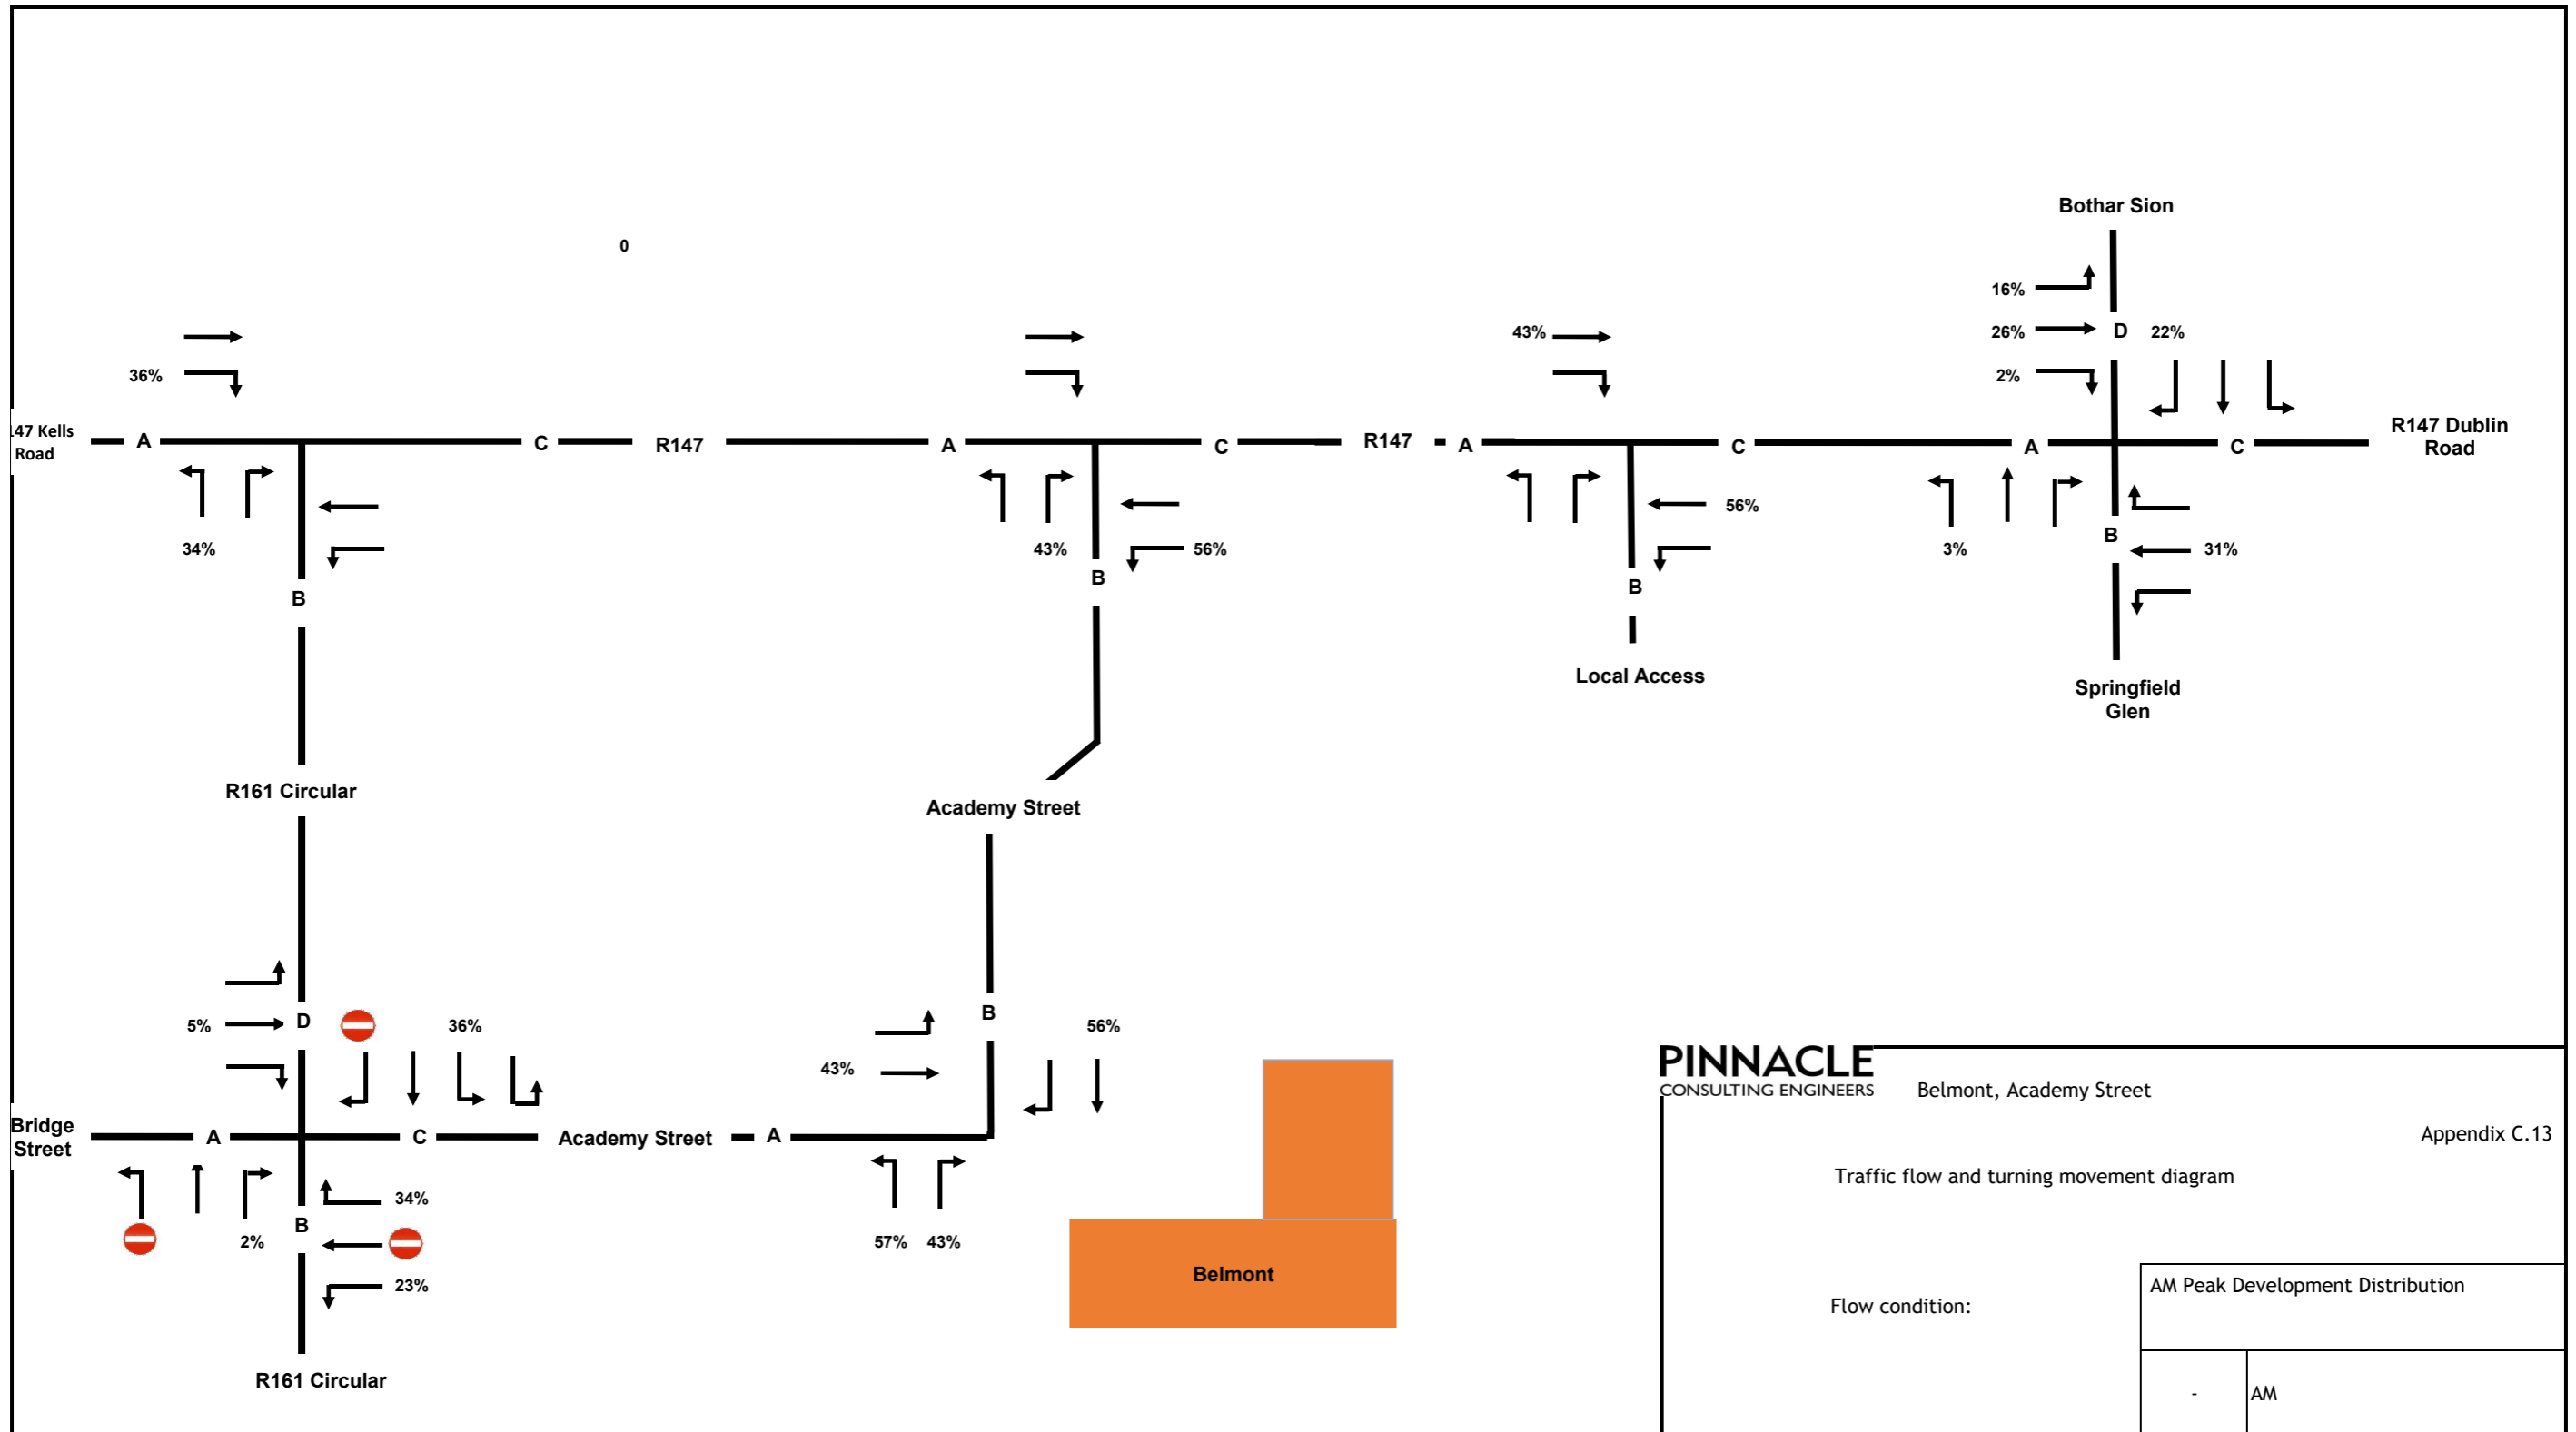 Bothar Sion
0
16%
26%
D
22%
2%
43%
36%
147 Kells
Road
A
C
R147
A
C
R147
A
C
A
C
R147 Dublin
Road
34%
43%
56%
56%
3%
B
31%
B
B
B
Local Access
Springfield
Glen
R161 Circular
Academy Street
5%
D
36%
B
56%
43%
Bridge
Street
A
C
Academy Street
A
34%
B
2%
23%
57%
43%
Belmont
R161 Circular
PINNACLE
CONSULTING ENGINEERS
Belmont, Academy Street
Appendix C.13
Traffic flow and turning movement diagram
Flow condition:
AM Peak Development Distribution
-
AM